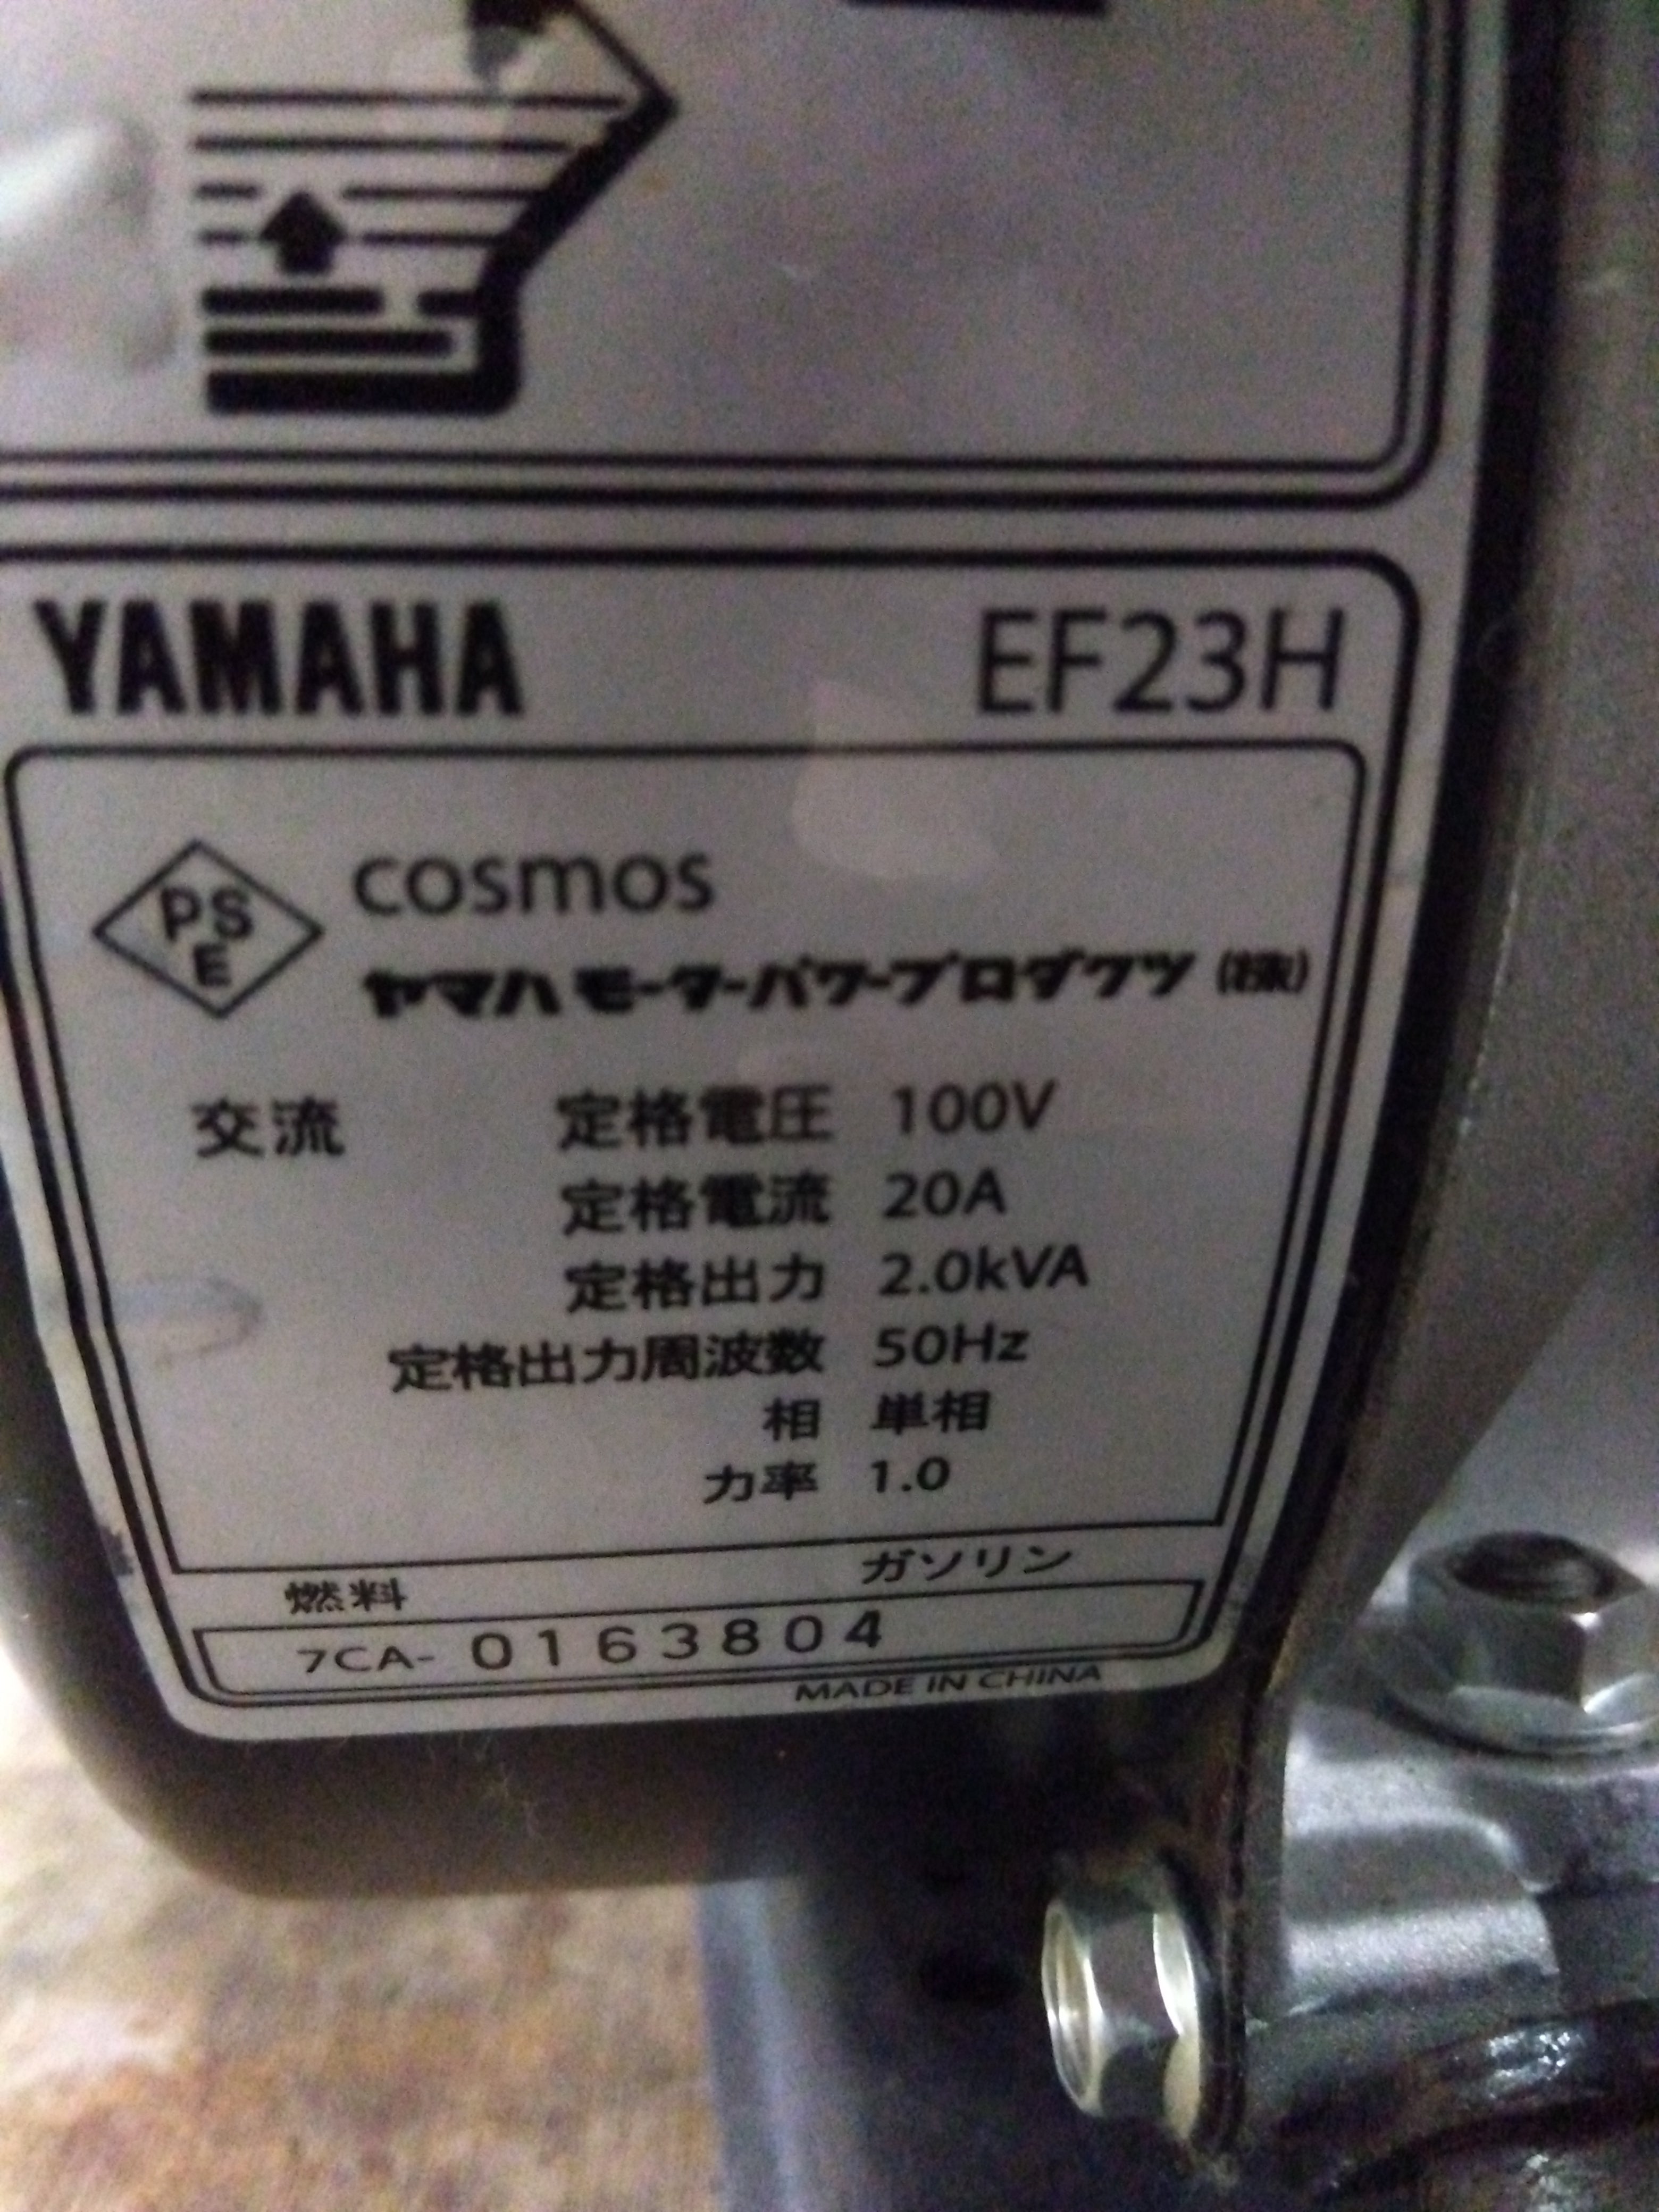 YAMAHA EF23H
PS
E
cosmos
ヤマハモーターパワープロダクツ(株)
交流 定格電圧 100V
定格電流 20A
定格出力 2.0kVA
定格出力周波数 50Hz
相 単相
力率 1.0
燃料 ガソリン
7CA-0163804
MADE IN CHINA